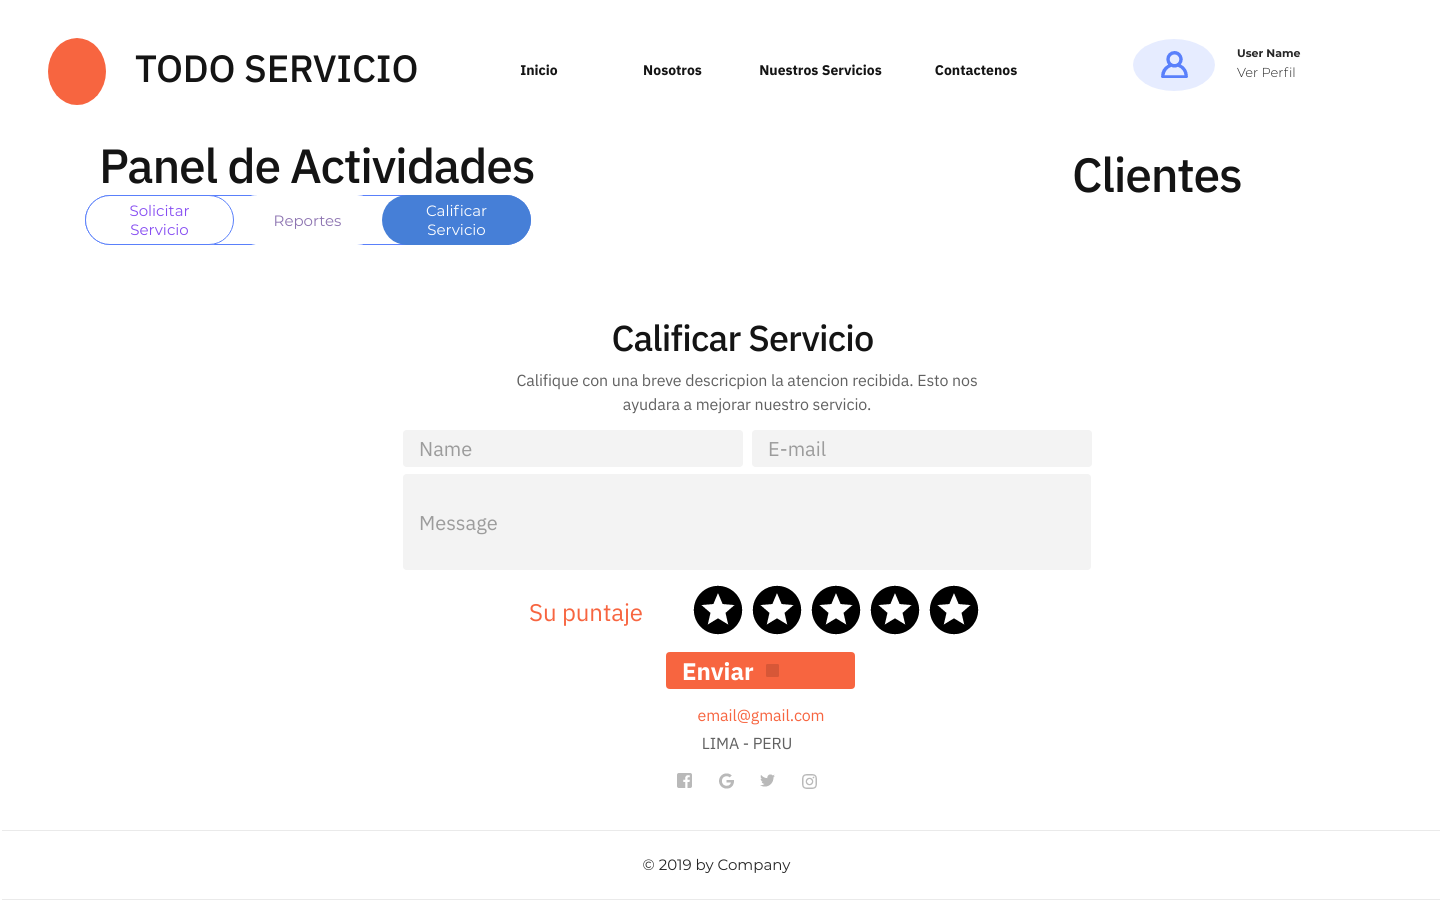 TODO SERVICIO
Inicio
Nosotros
Nuestros Servicios
Contactenos
User Name
Ver Perfil
Panel de Actividades
Clientes
Solicitar
Servicio
Reportes
Calificar
Servicio
Calificar Servicio
Califique con una breve descricpion la atencion recibida. Esto nos
ayudara a mejorar nuestro servicio.
Name
E-mail
Message
Su puntaje
Enviar
email@gmail.com
LIMA - PERU
© 2019 by Company